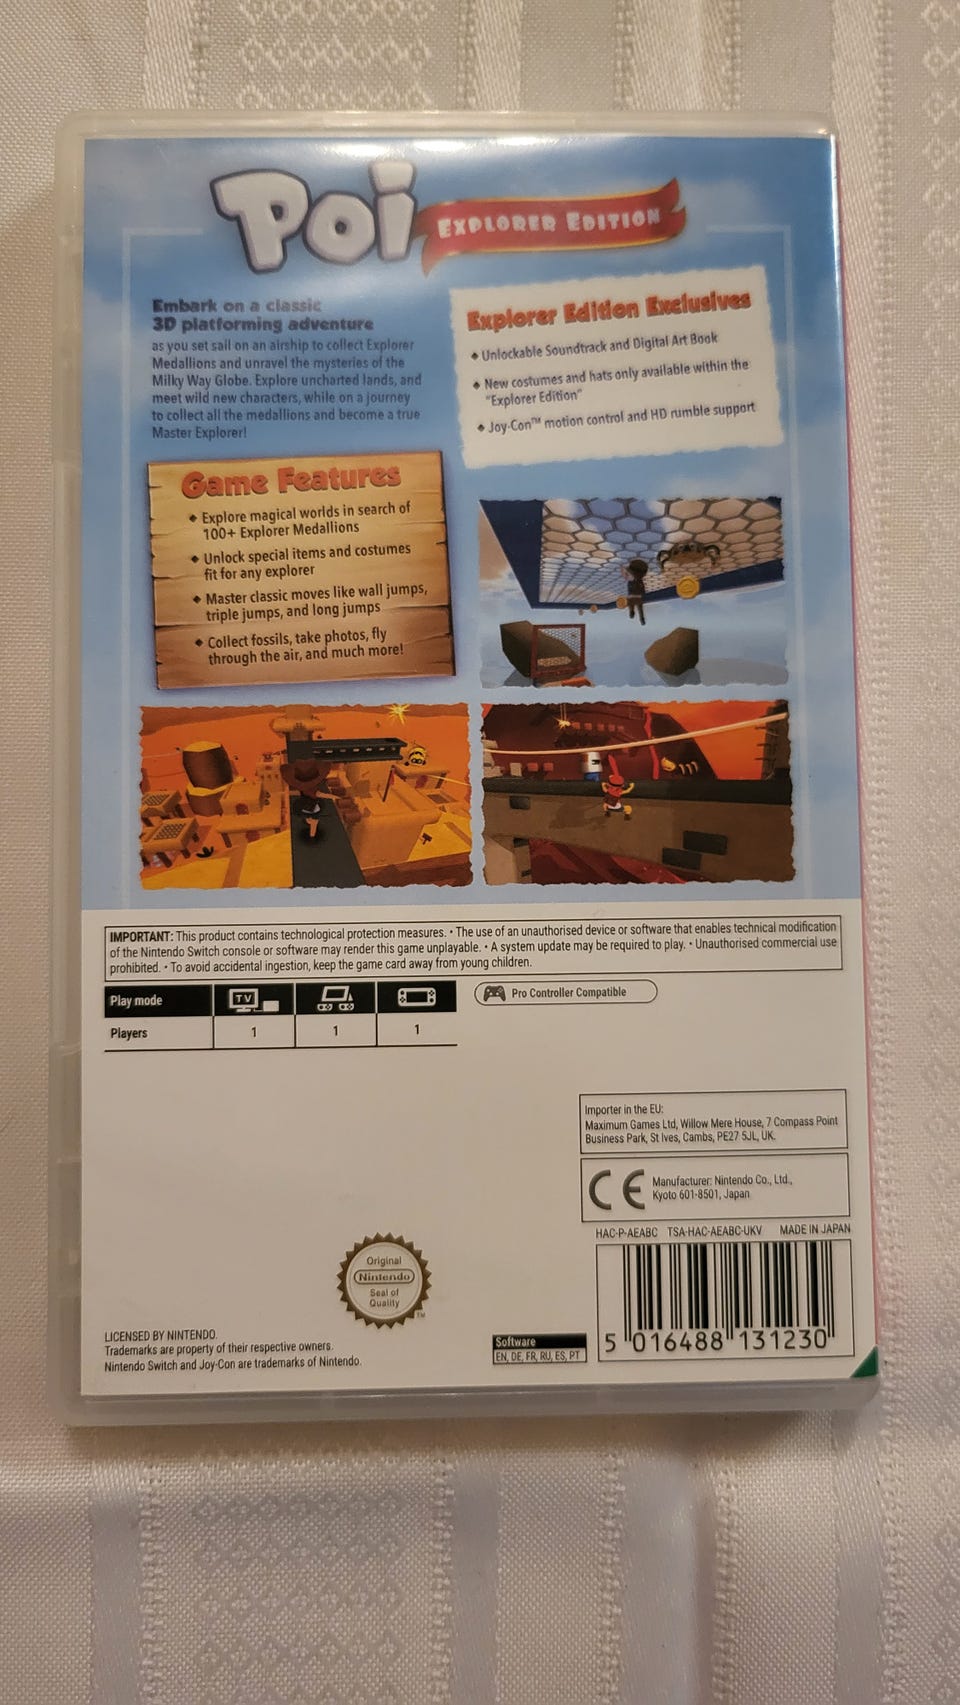 Poi EXPLORER EDITION
Embark on a classic
3D platforming adventure
as you set sail on an airship to collect Explorer
Medallions and unravel the mysteries of the
Milky Way Globe. Explore uncharted lands, and
meet wild new characters, while on a journey
to collect all the medallions and become a true
Master Explorer!
Explorer Edition Exclusives
♠ Unlockable Soundtrack and Digital Art Book
♠ New costumes and hats only available within the
"Explorer Edition"
♠ Joy-Con™ motion control and HD rumble support
Game Features
◆ Explore magical worlds in search of
100+ Explorer Medallions
◆ Unlock special items and costumes
fit for any explorer
◆ Master classic moves like wall jumps,
triple jumps, and long jumps
◆ Collect fossils, take photos, fly
through the air, and much more!
IMPORTANT: This product contains technological protection measures. • The use of an unauthorised device or software that enables technical modification
of the Nintendo Switch console or software may render this game unplayable. • A system update may be required to play. • Unauthorised commercial use
prohibited. • To avoid accidental ingestion, keep the game card away from young children.
Play mode TV
Players 1 1 1
Pro Controller Compatible
Importer in the EU:
Maximum Games Ltd, Willow Mere House, 7 Compass Point
Business Park, St Ives, Cambs, PE27 5JL, UK.
CE Manufacturer: Nintendo Co., Ltd.,
Kyoto 601-8501, Japan
HAC-P-AEABC TSA-HAC-AEABC-UKV MADE IN JAPAN
Original
Nintendo
Seal of
Quality
TM
LICENSED BY NINTENDO.
Trademarks are property of their respective owners.
Nintendo Switch and Joy-Con are trademarks of Nintendo.
Software
EN, DE, FR, RU, ES, PT
5 016488 131230